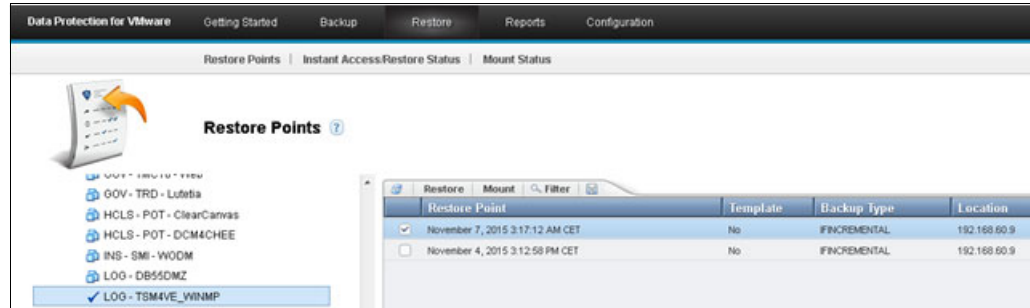 Data Protection for VMware Getting Started Backup Restore Reports Configuration
Restore Points | Instant Access/Restore Status | Mount Status
Restore Points ?
GOV - TRD - Lutetia
HCLS - POT - ClearCanvas
HCLS - POT - DCM4CHEE
INS - SMI - WODM
LOG - DB55DMZ
LOG - TSM4VE_WINMP
Restore Mount Filter
Restore Point Template Backup Type Location
November 7, 2015 3:17:12 AM CET No IFINCREMENTAL 192.168.60.9
November 4, 2015 3:12:58 PM CET No IFINCREMENTAL 192.168.60.9